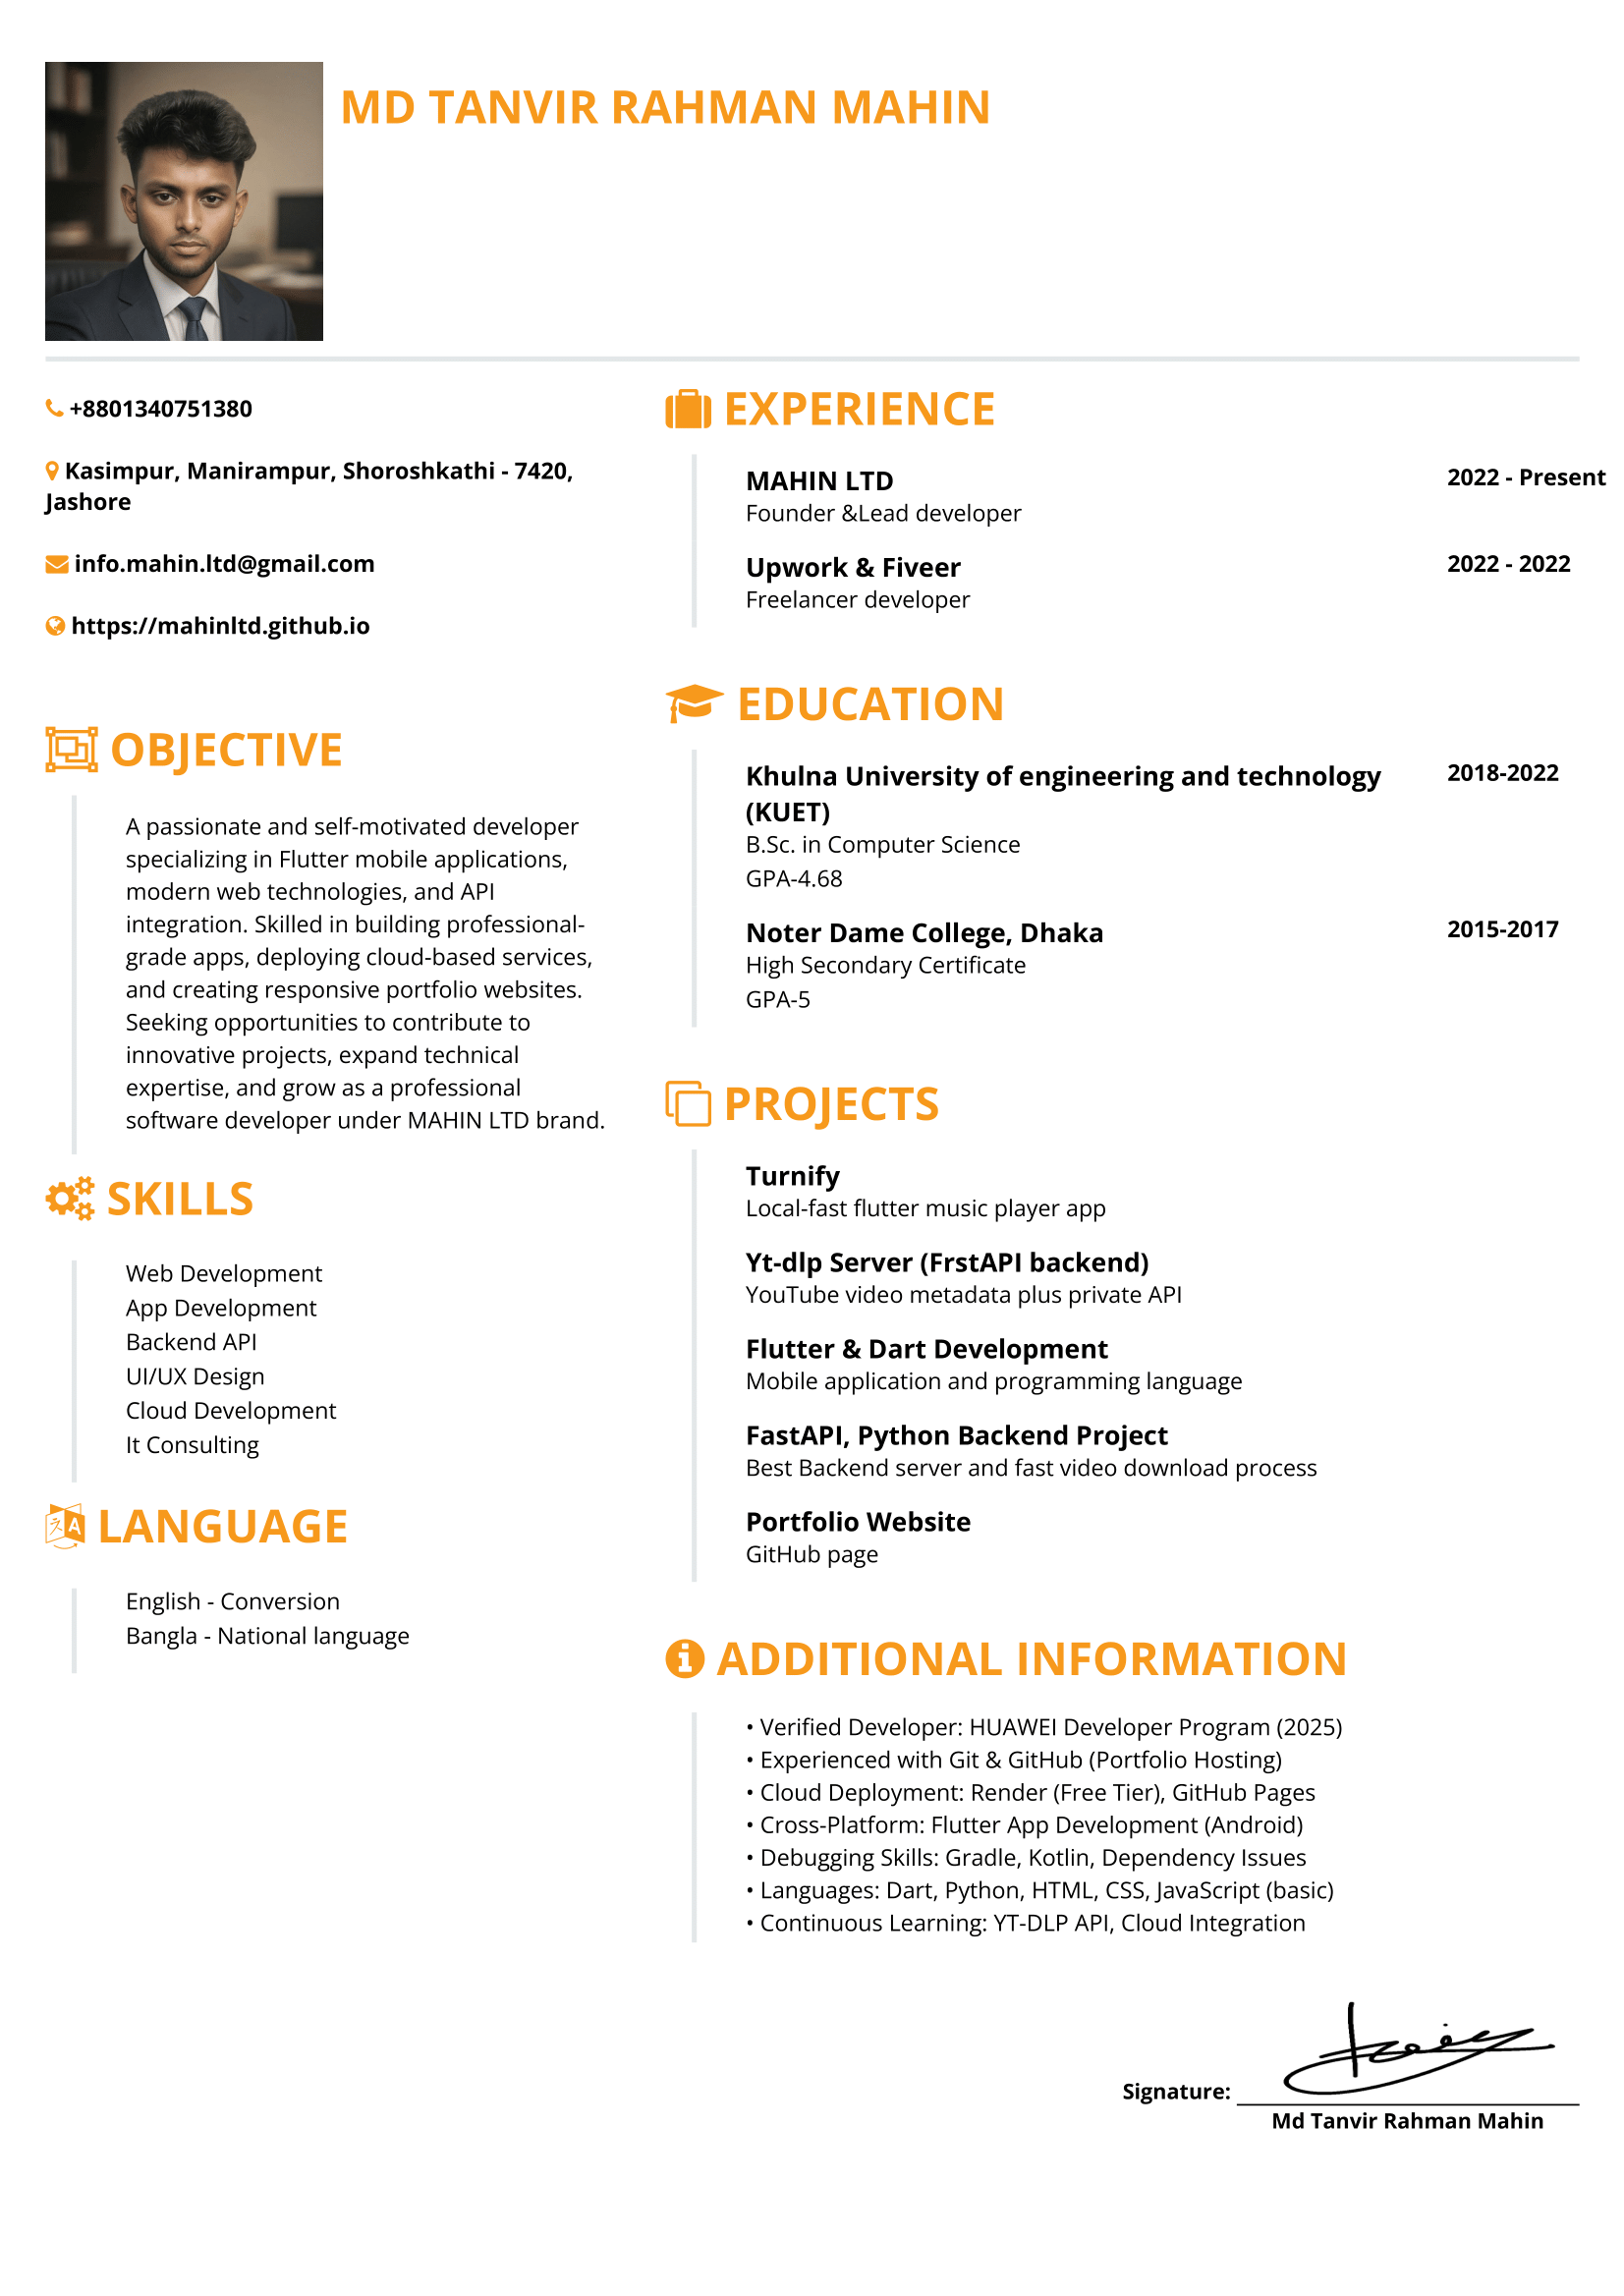 MD TANVIR RAHMAN MAHIN
+8801340751380
Kasimpur, Manirampur, Shoroshkathi - 7420,
Jashore
info.mahin.ltd@gmail.com
https://mahinltd.github.io
OBJECTIVE
A passionate and self-motivated developer
specializing in Flutter mobile applications,
modern web technologies, and API
integration. Skilled in building professional-
grade apps, deploying cloud-based services,
and creating responsive portfolio websites.
Seeking opportunities to contribute to
innovative projects, expand technical
expertise, and grow as a professional
software developer under MAHIN LTD brand.
SKILLS
Web Development
App Development
Backend API
UI/UX Design
Cloud Development
It Consulting
LANGUAGE
English - Conversion
Bangla - National language
EXPERIENCE
MAHIN LTD 2022 - Present
Founder &Lead developer
Upwork & Fiveer 2022 - 2022
Freelancer developer
EDUCATION
Khulna University of engineering and technology 2018-2022
(KUET)
B.Sc. in Computer Science
GPA-4.68
Noter Dame College, Dhaka 2015-2017
High Secondary Certificate
GPA-5
PROJECTS
Turnify
Local-fast flutter music player app
Yt-dlp Server (FrstAPI backend)
YouTube video metadata plus private API
Flutter & Dart Development
Mobile application and programming language
FastAPI, Python Backend Project
Best Backend server and fast video download process
Portfolio Website
GitHub page
ADDITIONAL INFORMATION
• Verified Developer: HUAWEI Developer Program (2025)
• Experienced with Git & GitHub (Portfolio Hosting)
• Cloud Deployment: Render (Free Tier), GitHub Pages
• Cross-Platform: Flutter App Development (Android)
• Debugging Skills: Gradle, Kotlin, Dependency Issues
• Languages: Dart, Python, HTML, CSS, JavaScript (basic)
• Continuous Learning: YT-DLP API, Cloud Integration
Signature:
Md Tanvir Rahman Mahin